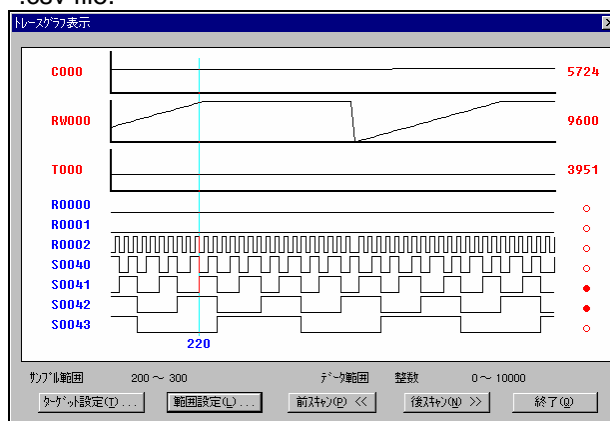 .csv file.
トレースグラフ表示
C000 5724
RW000 9600
T000 3951
R0000
R0001
R0002
S0040
S0041
S0042
S0043
220
ｻﾝﾌﾟﾙ範囲 200 ～ 300 ﾃﾞｰﾀ範囲 整数 0 ～ 10000
ﾀｰｹﾞｯﾄ設定(T)... 範囲設定(L)... 前ｽｷｬﾝ(P) << 後ｽｷｬﾝ(N) >> 終了(Q)